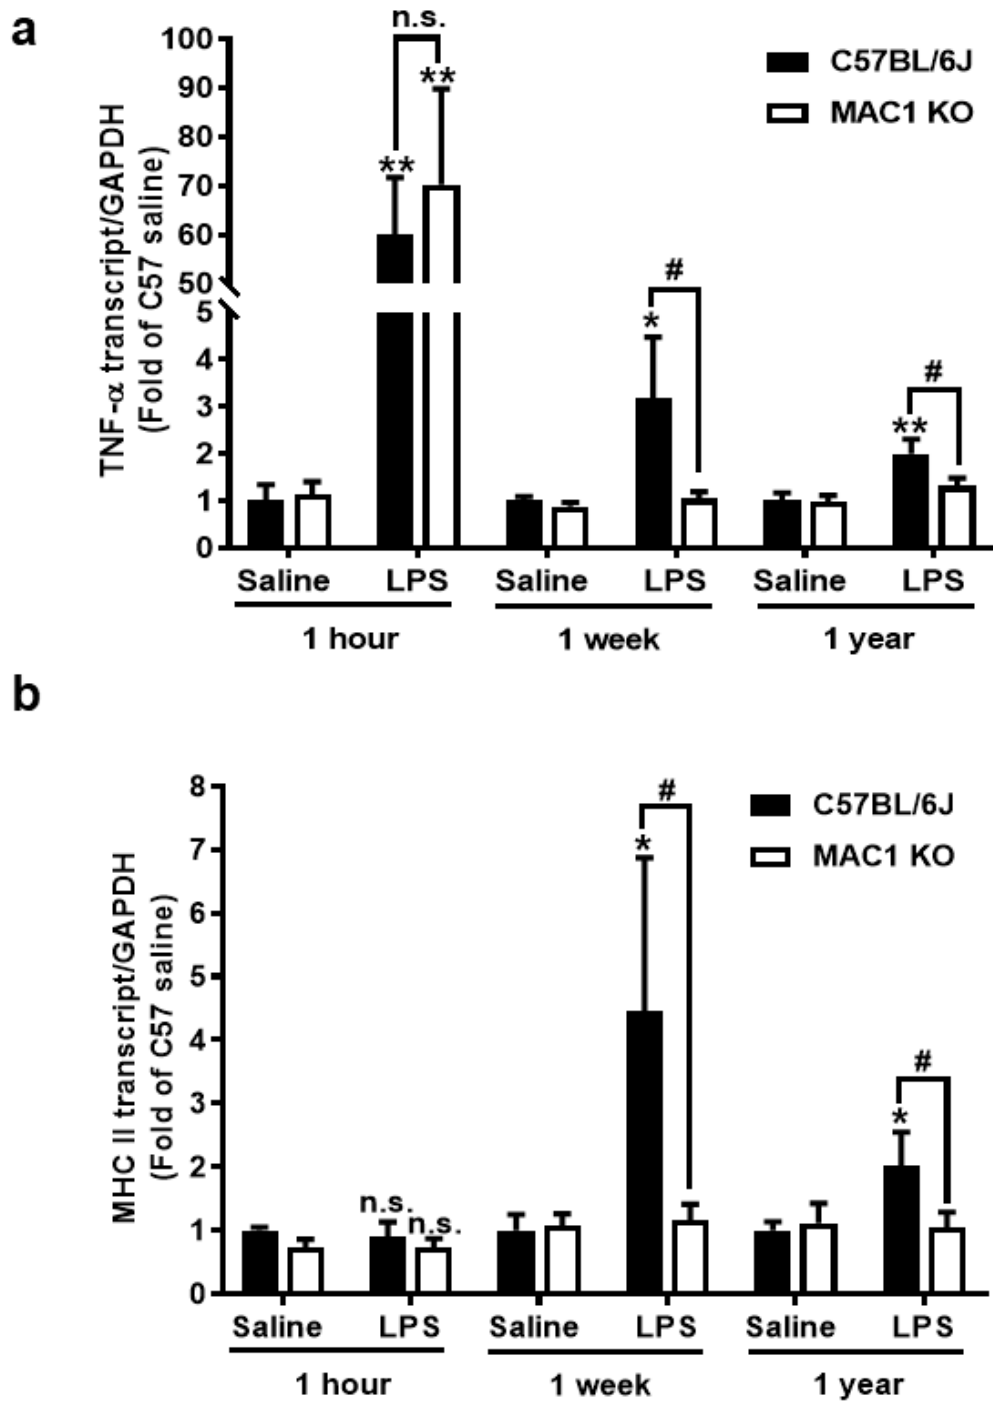 a
n.s.
100
90
80
70
60
50
5
4
3
2
1
0
TNF-α transcript/GAPDH
(Fold of C57 saline)
C57BL/6J
MAC1 KO
**
**
#
*
#
**
Saline LPS Saline LPS Saline LPS
1 hour 1 week 1 year
b
8
7
6
5
4
3
2
1
0
MHC II transcript/GAPDH
(Fold of C57 saline)
C57BL/6J
MAC1 KO
#
*
#
*
n.s.
n.s.
Saline LPS Saline LPS Saline LPS
1 hour 1 week 1 year